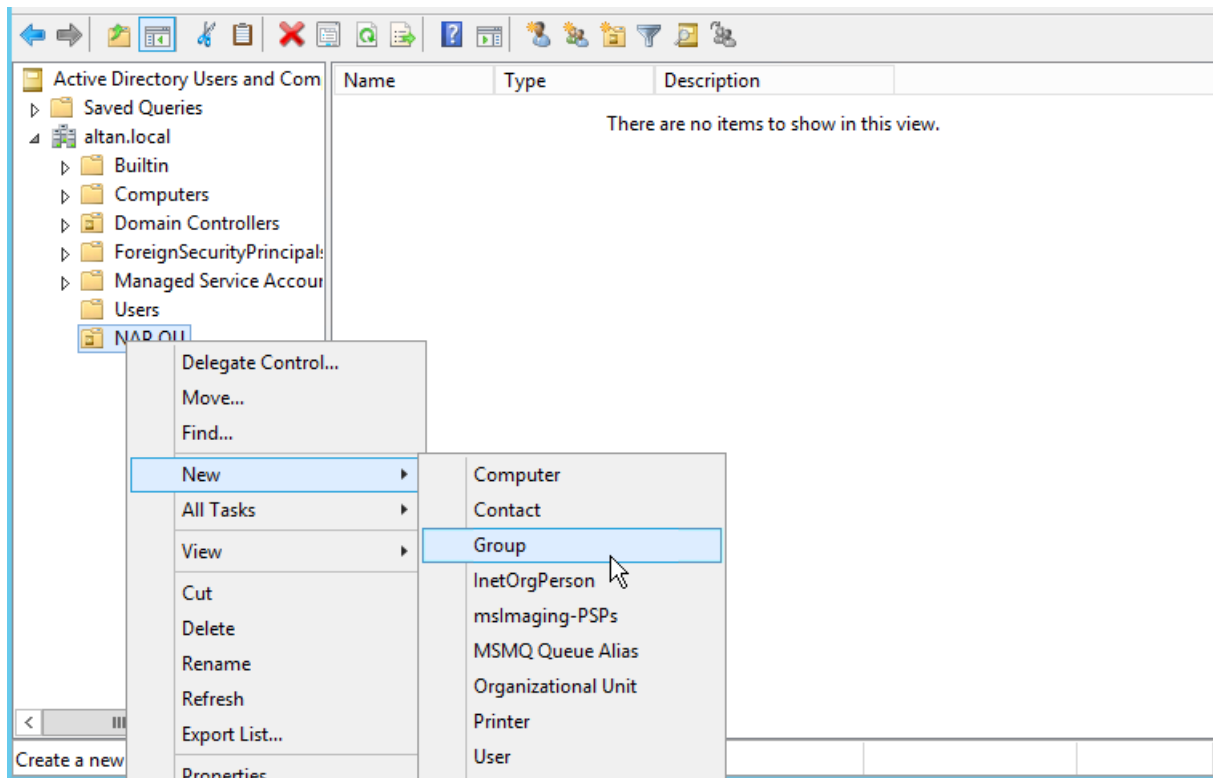 Active Directory Users and Com
Saved Queries
altan.local
Builtin
Computers
Domain Controllers
ForeignSecurityPrincipals
Managed Service Accour
Users
NAP OU
Name Type Description
There are no items to show in this view.
Delegate Control...
Move...
Find...
New
All Tasks
View
Cut
Delete
Rename
Refresh
Export List...
Properties
Computer
Contact
Group
InetOrgPerson
msImaging-PSPs
MSMQ Queue Alias
Organizational Unit
Printer
User
Create a new